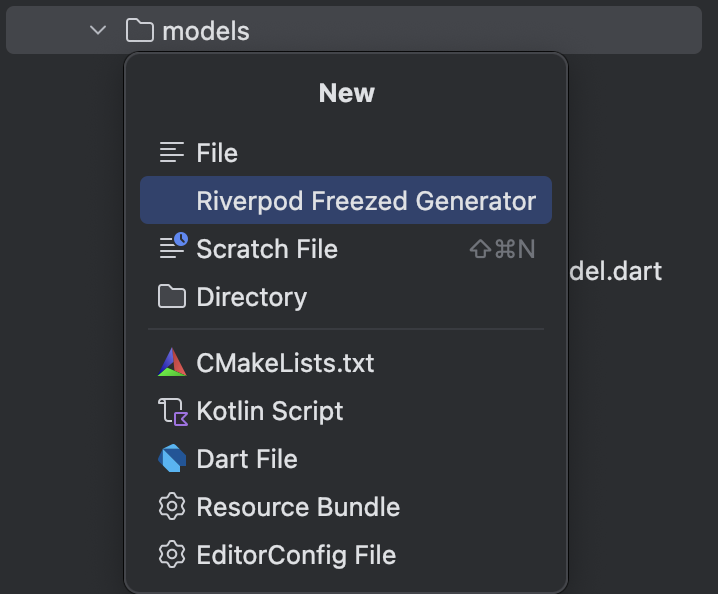 models
New
File
Riverpod Freezed Generator
Scratch File ⇧⌘N
Directory
del.dart
CMakeLists.txt
Kotlin Script
Dart File
Resource Bundle
EditorConfig File